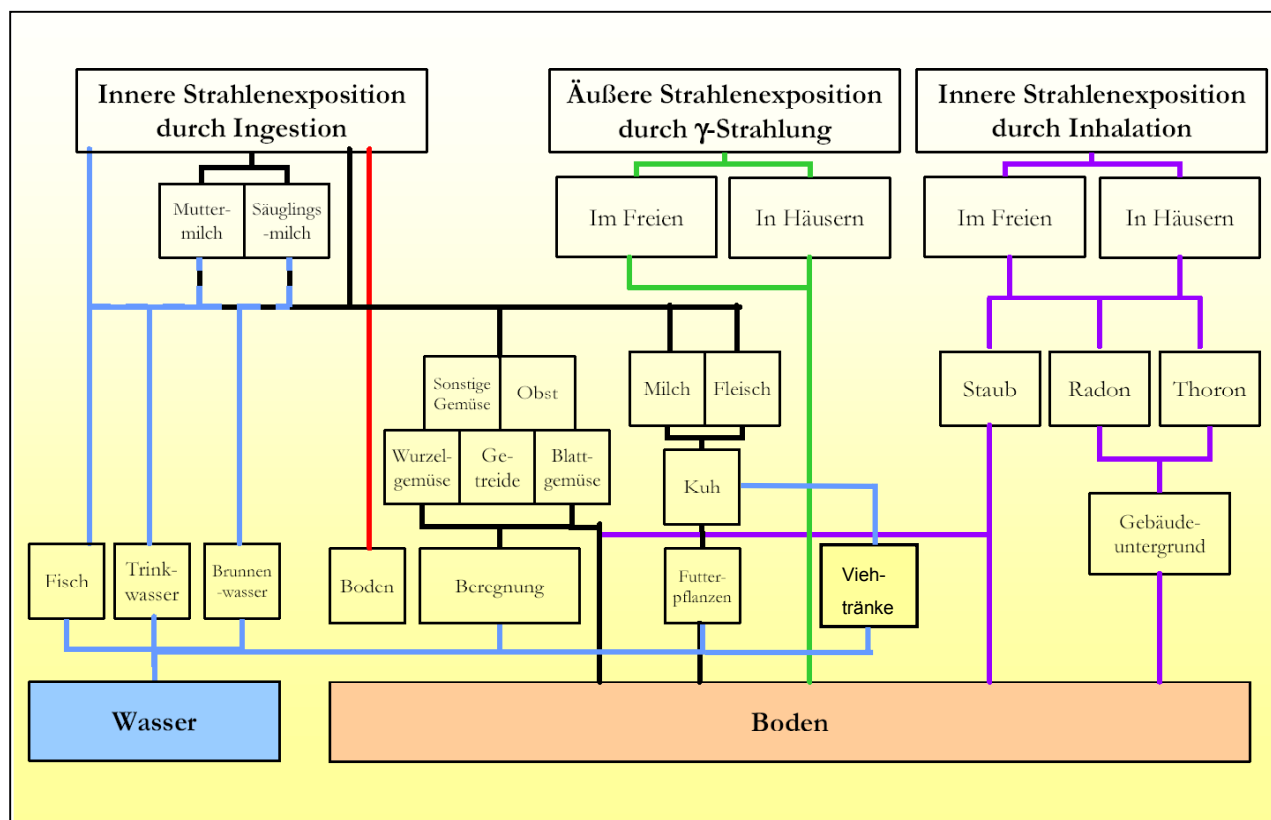 Innere Strahlenexposition
durch Ingestion
Äußere Strahlenexposition
durch γ-Strahlung
Innere Strahlenexposition
durch Inhalation
Mutter-
milch
Säuglings
-milch
Im Freien
In Häusern
Im Freien
In Häusern
Sonstige
Gemüse
Obst
Milch
Fleisch
Staub
Radon
Thoron
Wurzel-
gemüse
Ge-
treide
Blatt-
gemüse
Kuh
Gebäude-
untergrund
Fisch
Trink-
wasser
Brunnen
-wasser
Boden
Beregnung
Futter-
pflanzen
Vieh-
tränke
Wasser
Boden